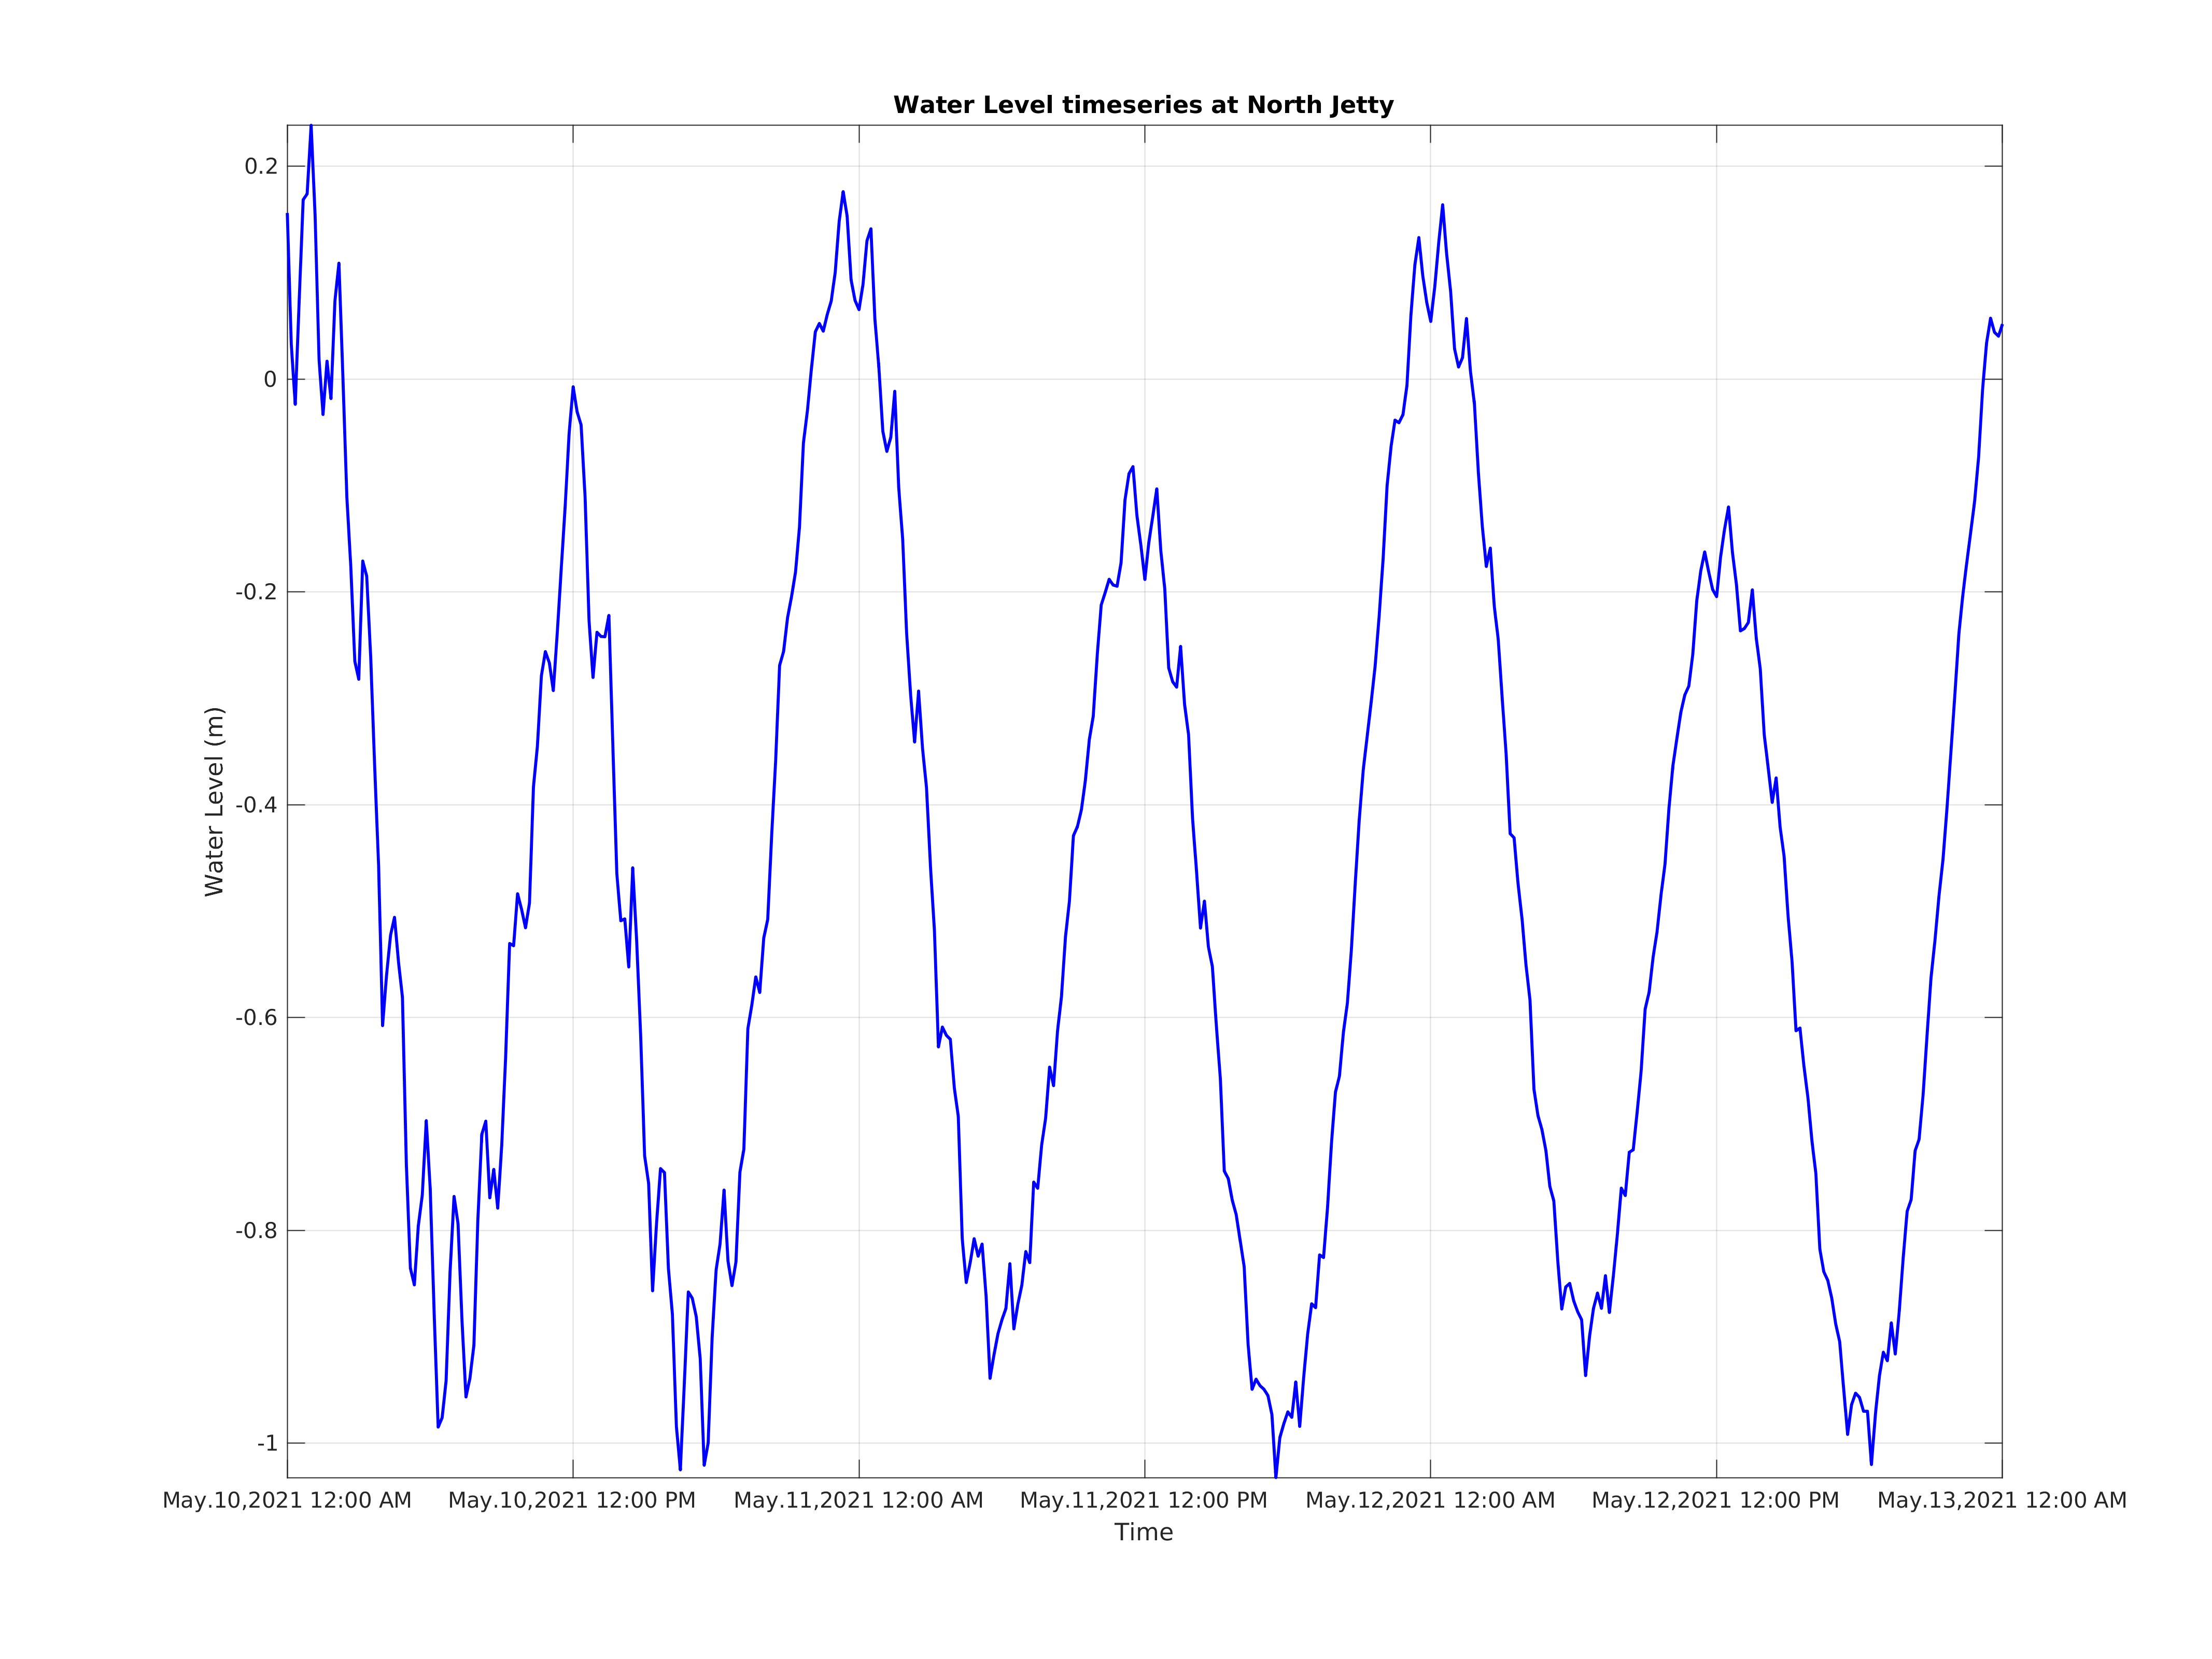 Water Level timeseries at North Jetty
0.2
0
-0.2
-0.4
-0.6
-0.8
-1
Water Level (m)
May.10,2021 12:00 AM May.10,2021 12:00 PM May.11,2021 12:00 AM May.11,2021 12:00 PM May.12,2021 12:00 AM May.12,2021 12:00 PM May.13,2021 12:00 AM
Time